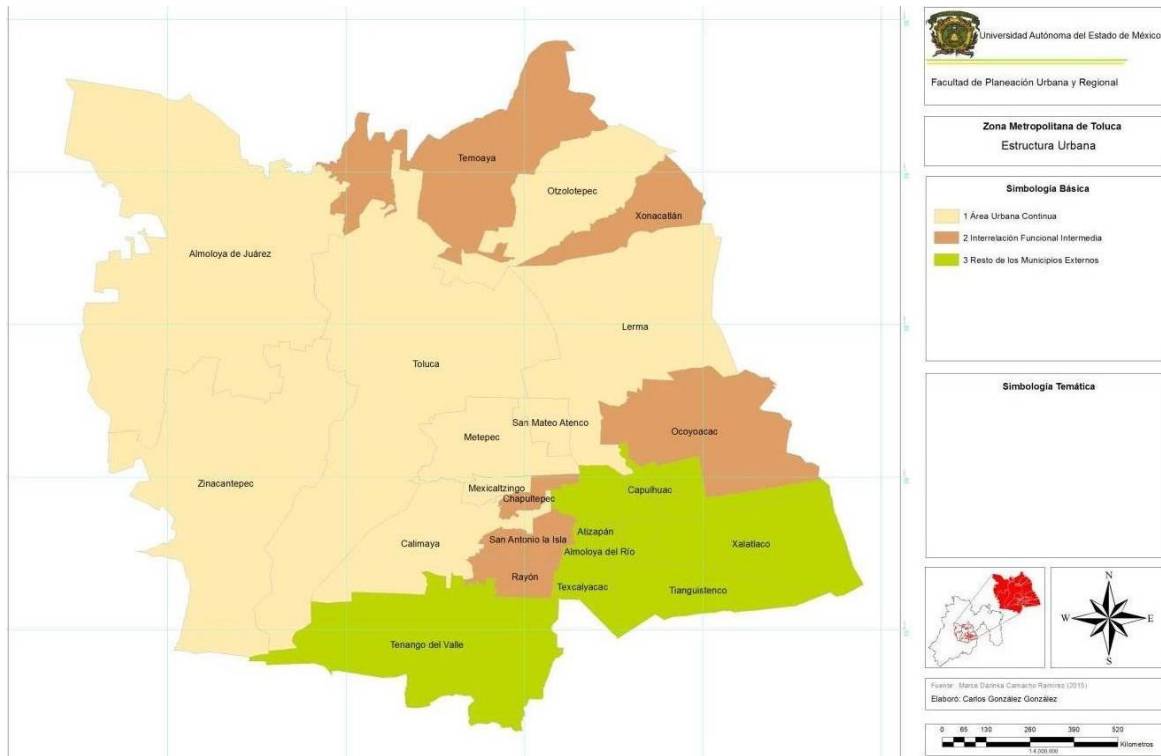 Temoaya
Otzolotepec
Xonacatlán
Almoloya de Juárez
Lerma
Toluca
San Mateo Atenco
Metepec
Ocoyoacac
Zinacantepec
Mexicaltzingo
Capulhuac
Chapultepec
Atizapán
San Antonio la Isla
Calimaya
Almoloya del Río
Xalatlaco
Rayón
Texcalyacac
Tianguistenco
Tenango del Valle
Universidad Autónoma del Estado de México
Facultad de Planeación Urbana y Regional
Zona Metropolitana de Toluca
Estructura Urbana
Simbología Básica
1 Área Urbana Continua
2 Interrelación Funcional Intermedia
3 Resto de los Municipios Externos
Simbología Temática
N
W E
S
Fuente: Camacho Ramírez (2015)
Elaboró: Carlos González González
0 65 130 260 390 520
Kilometros
1:4,000,000